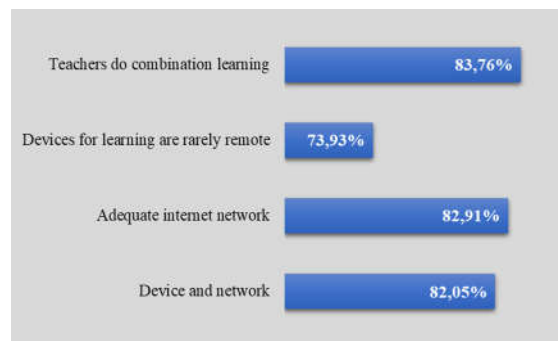 Teachers do combination learning
83,76%
Devices for learning are rarely remote
73,93%
Adequate internet network
82,91%
Device and network
82,05%